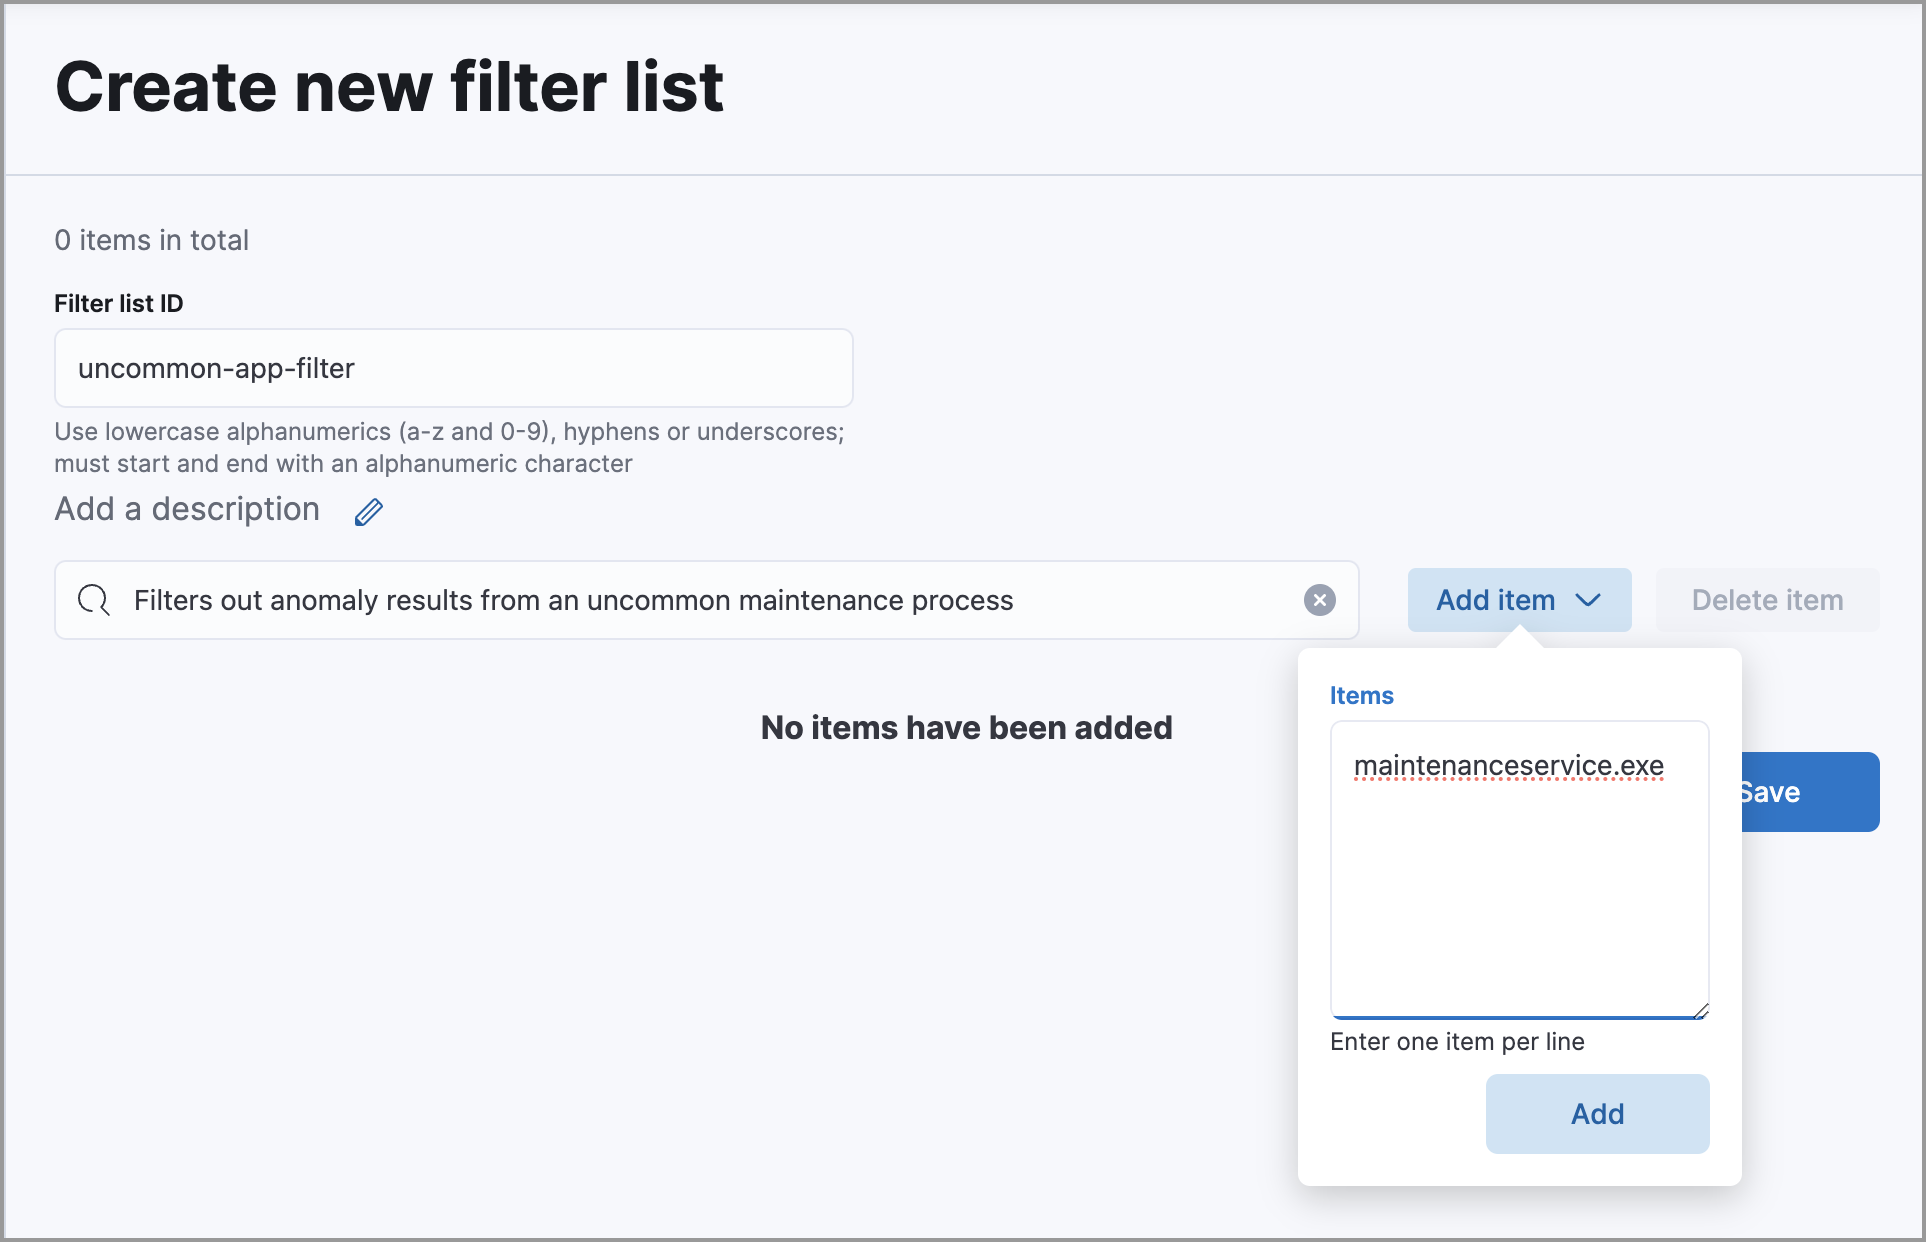 Create new filter list
0 items in total
Filter list ID
uncommon-app-filter
Use lowercase alphanumerics (a-z and 0-9), hyphens or underscores;
must start and end with an alphanumeric character
Add a description
Filters out anomaly results from an uncommon maintenance process
Add item
Delete item
No items have been added
Items
maintenanceservice.exe
Enter one item per line
Add
Save